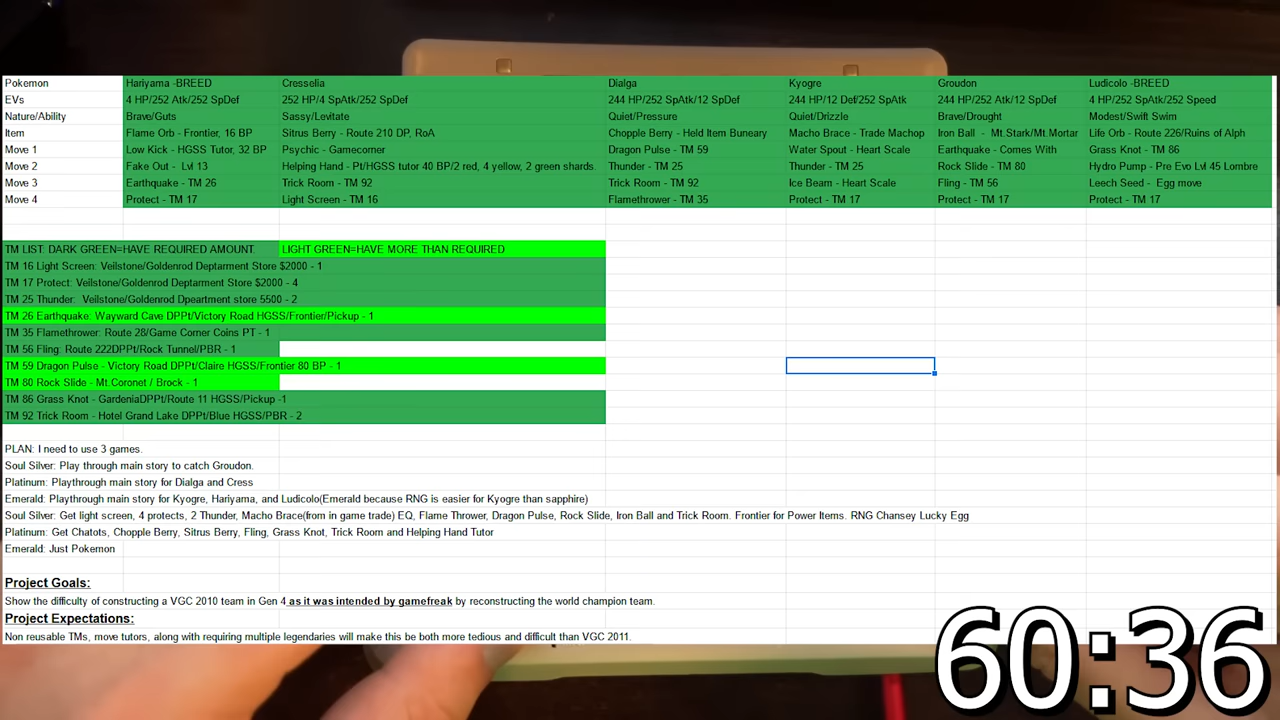 Pokemon Hariyama -BREED Cresselia Dialga Kyogre Groudon Ludicolo -BREED
EVs 4 HP/252 Atk/252 SpDef 252 HP/4 SpAtk/252 SpDef 244 HP/252 SpAtk/12 SpDef 244 HP/12 Def/252 SpAtk 244 HP/252 Atk/12 SpDef 4 HP/252 SpAtk/252 Speed
Nature/Ability Brave/Guts Sassy/Levitate Quiet/Pressure Quiet/Drizzle Brave/Drought Modest/Swift Swim
Item Flame Orb - Frontier, 16 BP Sitrus Berry - Route 210 DP, RoA Chopple Berry - Held Item Buneary Macho Brace - Trade Machop Iron Ball - Mt.Stark/Mt.Mortar Life Orb - Route 226/Ruins of Alph
Move 1 Low Kick - HGSS Tutor, 32 BP Psychic - Gamecorner Dragon Pulse - TM 59 Water Spout - Heart Scale Earthquake - Comes With Grass Knot - TM 86
Move 2 Fake Out - Lvl 13 Helping Hand - Pt/HGSS tutor 40 BP/2 red, 4 yellow, 2 green shards. Thunder - TM 25 Thunder - TM 25 Rock Slide - TM 80 Hydro Pump - Pre Evo Lvl 45 Lombre
Move 3 Earthquake - TM 26 Trick Room - TM 92 Trick Room - TM 92 Ice Beam - Heart Scale Fling - TM 56 Leech Seed - Egg move
Move 4 Protect - TM 17 Light Screen - TM 16 Flamethrower - TM 35 Protect - TM 17 Protect - TM 17 Protect - TM 17
TM LIST. DARK GREEN=HAVE REQUIRED AMOUNT. LIGHT GREEN=HAVE MORE THAN REQUIRED
TM 16 Light Screen: Veilstone/Goldenrod Deptarment Store $2000 - 1
TM 17 Protect: Veilstone/Goldenrod Deptarment Store $2000 - 4
TM 25 Thunder: Veilstone/Goldenrod Dpeartment store 5500 - 2
TM 26 Earthquake: Wayward Cave DPPt/Victory Road HGSS/Frontier/Pickup - 1
TM 35 Flamethrower: Route 28/Game Corner Coins PT - 1
TM 56 Fling: Route 222DPPt/Rock Tunnel/PBR - 1
TM 59 Dragon Pulse - Victory Road DPPt/Claire HGSS/Frontier 80 BP - 1
TM 80 Rock Slide - Mt.Coronet / Brock - 1
TM 86 Grass Knot - GardeniaDPPt/Route 11 HGSS/Pickup -1
TM 92 Trick Room - Hotel Grand Lake DPPt/Blue HGSS/PBR - 2
PLAN: I need to use 3 games.
Soul Silver: Play through main story to catch Groudon.
Platinum: Playthrough main story for Dialga and Cress
Emerald: Playthrough main story for Kyogre, Hariyama, and Ludicolo(Emerald because RNG is easier for Kyogre than sapphire)
Soul Silver: Get light screen, 4 protects, 2 Thunder, Macho Brace(from in game trade) EQ, Flame Thrower, Dragon Pulse, Rock Slide, Iron Ball and Trick Room. Frontier for Power Items. RNG Chansey Lucky Egg
Platinum: Get Chatots, Chopple Berry, Sitrus Berry, Fling, Grass Knot, Trick Room and Helping Hand Tutor
Emerald: Just Pokemon
Project Goals:
Show the difficulty of constructing a VGC 2010 team in Gen 4 as it was intended by gamefreak by reconstructing the world champion team.
Project Expectations:
Non reusable TMs, move tutors, along with requiring multiple legendaries will make this be both more tedious and difficult than VGC 2011.
60:36